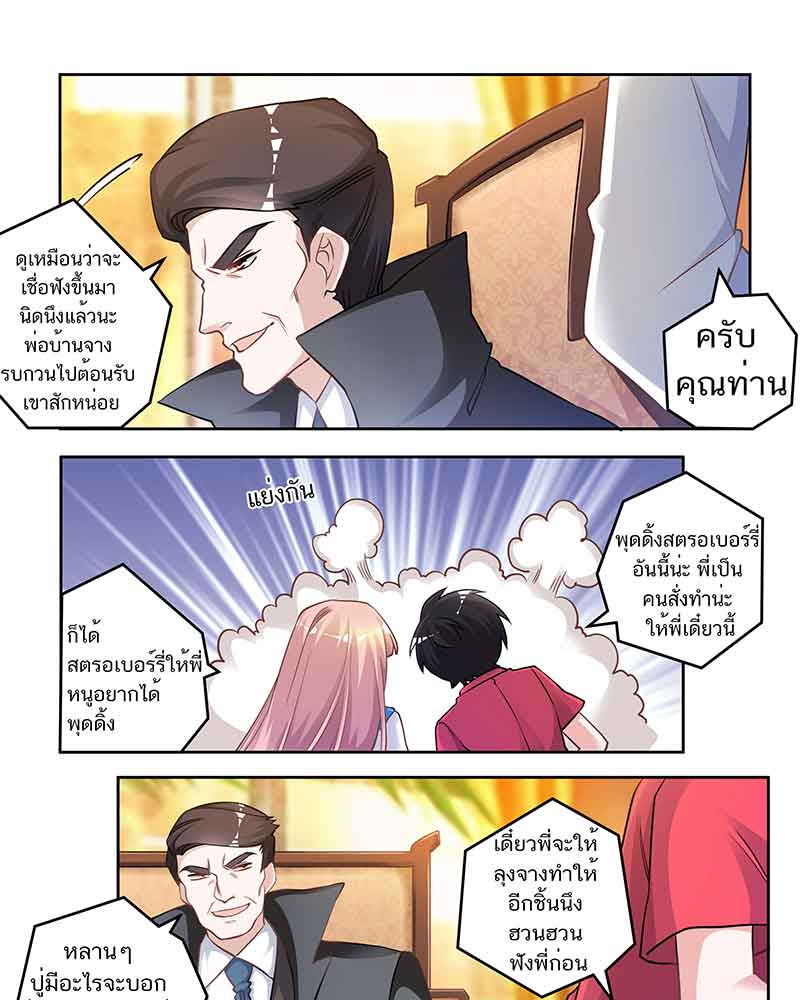 ดูเหมือนว่าจะ
เชื่อฟังขึ้นมา
นิดนึงแล้วนะ
พ่อบ้านจาง
รบกวนไปต้อนรับ
เขาสักหน่อย
ครับ
คุณท่าน
แย่งกัน
พุดดิ้งสตรอเบอร์รี่
อันนี้น่ะ พี่เป็น
คนสั่งทำน่ะ
ให้พี่เดี๋ยวนี้
ก็ได้
สตรอเบอร์รี่ให้พี่
หนูอยากได้
พุดดิ้ง
เดี๋ยวพี่จะให้
ลุงจางทำให้
อีกชิ้นนึง
ฮวนฮวน
ฟังพี่ก่อน
หลานๆ
ปู่มีอะไรจะบอก